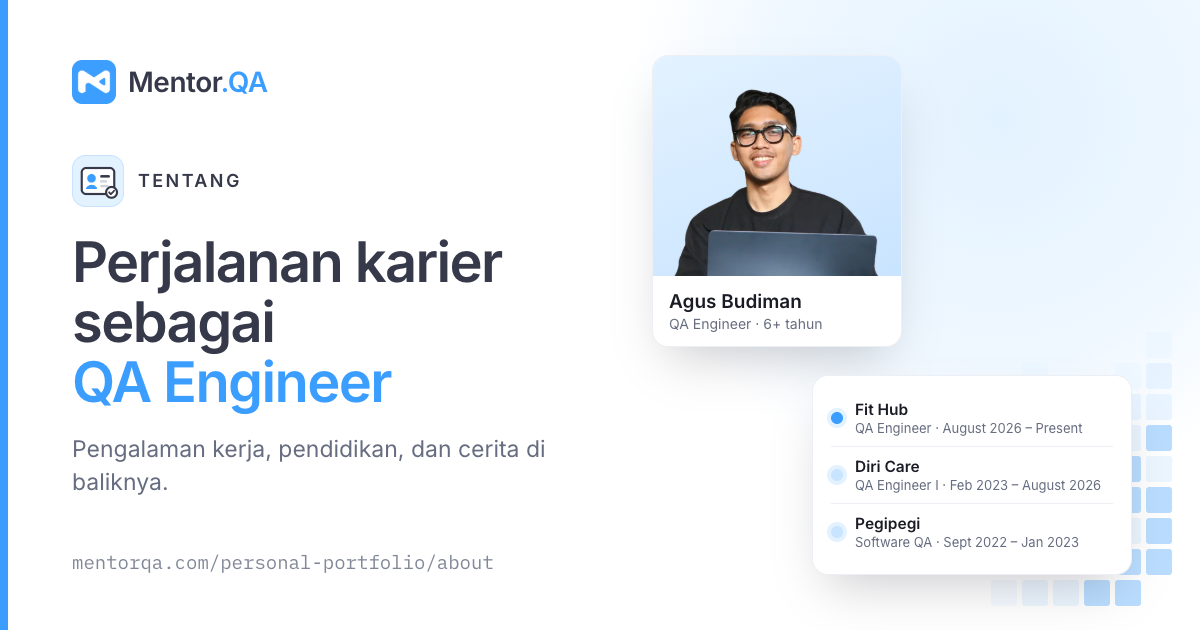 Mentor.QA
TENTANG
Perjalanan karier
sebagai
QA Engineer
Pengalaman kerja, pendidikan, dan cerita di
baliknya.
mentorqa.com/personal-portfolio/about
Agus Budiman
QA Engineer · 6+ tahun
Fit Hub
QA Engineer · August 2026 – Present
Diri Care
QA Engineer I · Feb 2023 – August 2026
Pegipegi
Software QA · Sept 2022 – Jan 2023